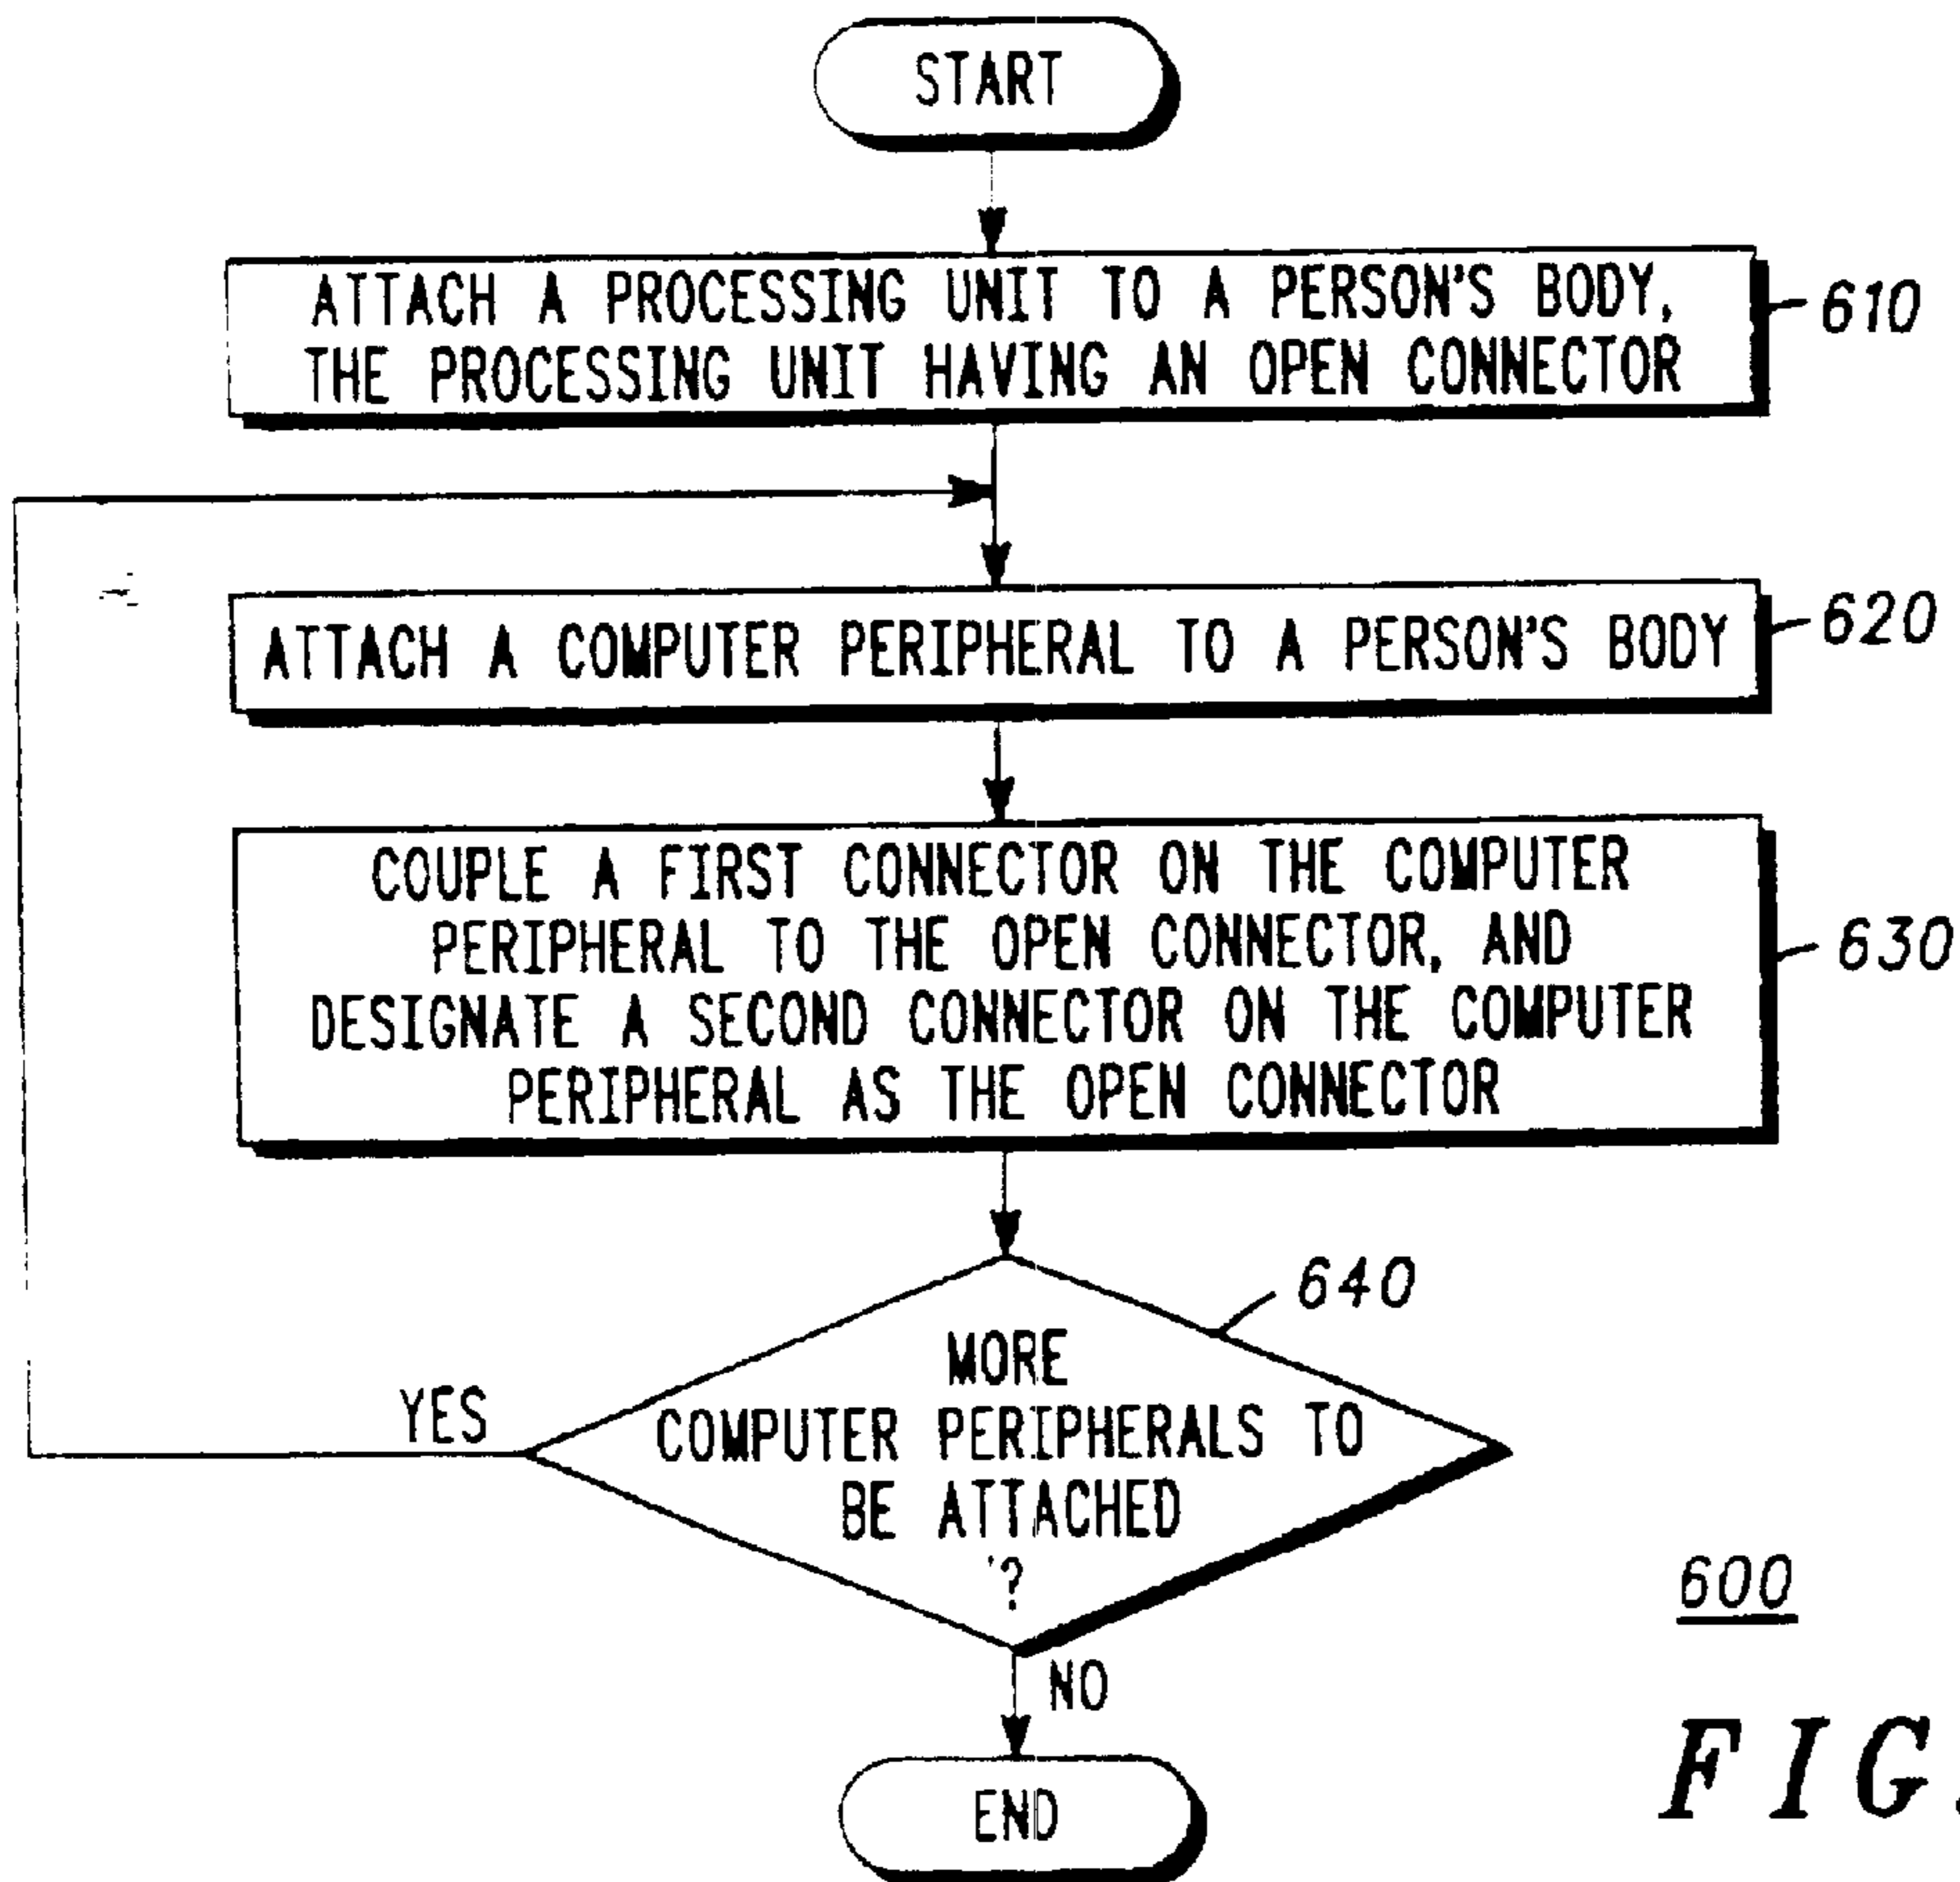 START
ATTACH A PROCESSING UNIT TO A PERSON'S BODY,
THE PROCESSING UNIT HAVING AN OPEN CONNECTOR
610
ATTACH A COMPUTER PERIPHERAL TO A PERSON'S BODY
620
COUPLE A FIRST CONNECTOR ON THE COMPUTER
PERIPHERAL TO THE OPEN CONNECTOR, AND
DESIGNATE A SECOND CONNECTOR ON THE COMPUTER
PERIPHERAL AS THE OPEN CONNECTOR
630
640
MORE
COMPUTER PERIPHERALS TO
BE ATTACHED
?
YES
NO
600
END
FIG.